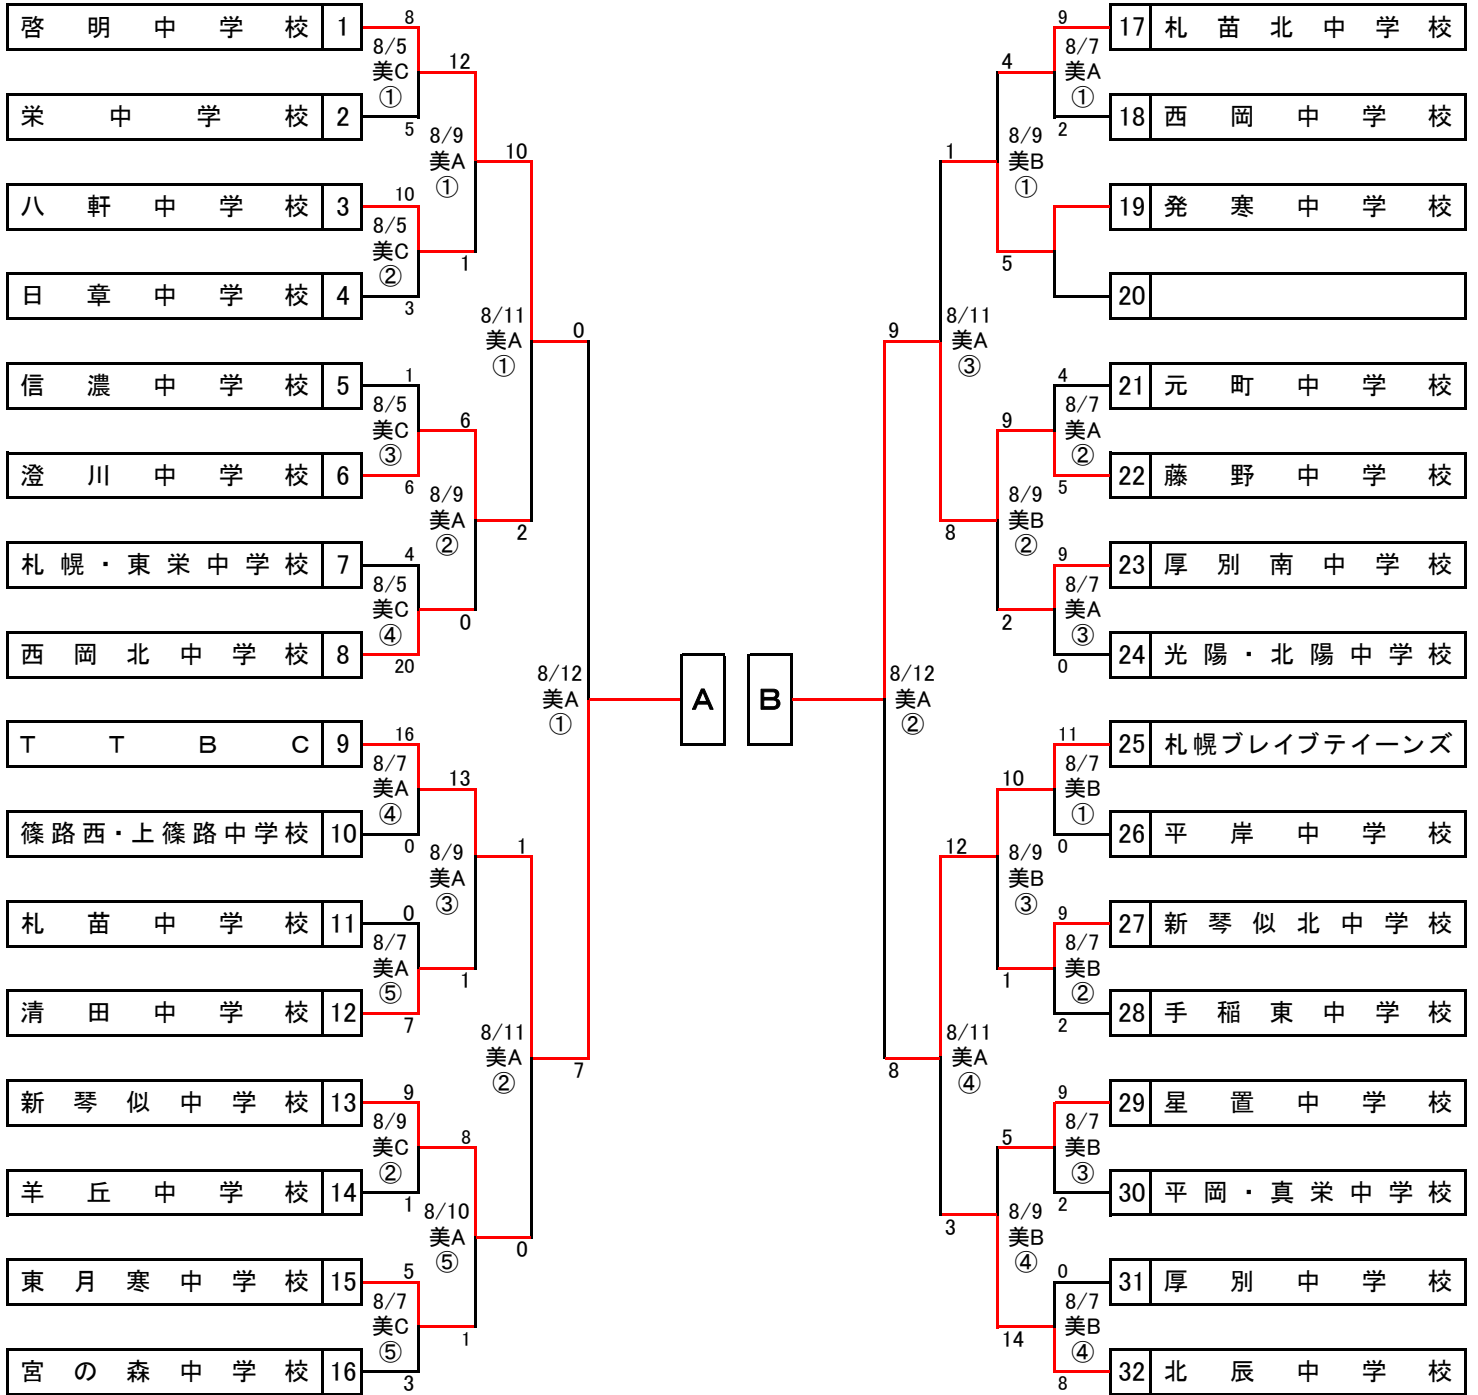 啓明中学校 1
8
8/5
美C
①
12
栄中学校 2
5
8/9
美A
①
10
八軒中学校 3
10
8/5
美C
②
1
日章中学校 4
3
8/11
美A
①
0
信濃中学校 5
1
8/5
美C
③
6
澄川中学校 6
6
8/9
美A
②
2
札幌・東栄中学校 7
4
8/5
美C
④
0
西岡北中学校 8
20
8/12
美A
①
A
TTBC 9
16
8/7
美A
④
13
篠路西・上篠路中学校 10
0
8/9
美A
③
1
札苗中学校 11
0
8/7
美A
⑤
1
清田中学校 12
7
8/11
美A
②
7
新琴似中学校 13
9
8/9
美C
②
8
羊丘中学校 14
1
8/10
美A
⑤
0
東月寒中学校 15
5
8/7
美C
⑤
1
宮の森中学校 16
3
17 札苗北中学校
9
8/7
美A
①
4
18 西岡中学校
2
8/9
美B
①
1
19 発寒中学校
5
20
8/11
美A
③
9
21 元町中学校
4
8/7
美A
②
9
22 藤野中学校
5
8/9
美B
②
8
23 厚別南中学校
9
8/7
美A
③
2
24 光陽・北陽中学校
0
8/12
美A
②
B
25 札幌ブレイブティーンズ
11
8/7
美B
①
10
26 平岸中学校
0
8/9
美B
③
12
27 新琴似北中学校
9
8/7
美B
②
1
28 手稲東中学校
2
8/11
美A
④
8
29 星置中学校
9
8/7
美B
③
5
30 平岡・真栄中学校
2
8/9
美B
④
3
31 厚別中学校
0
8/7
美B
④
14
32 北辰中学校
8